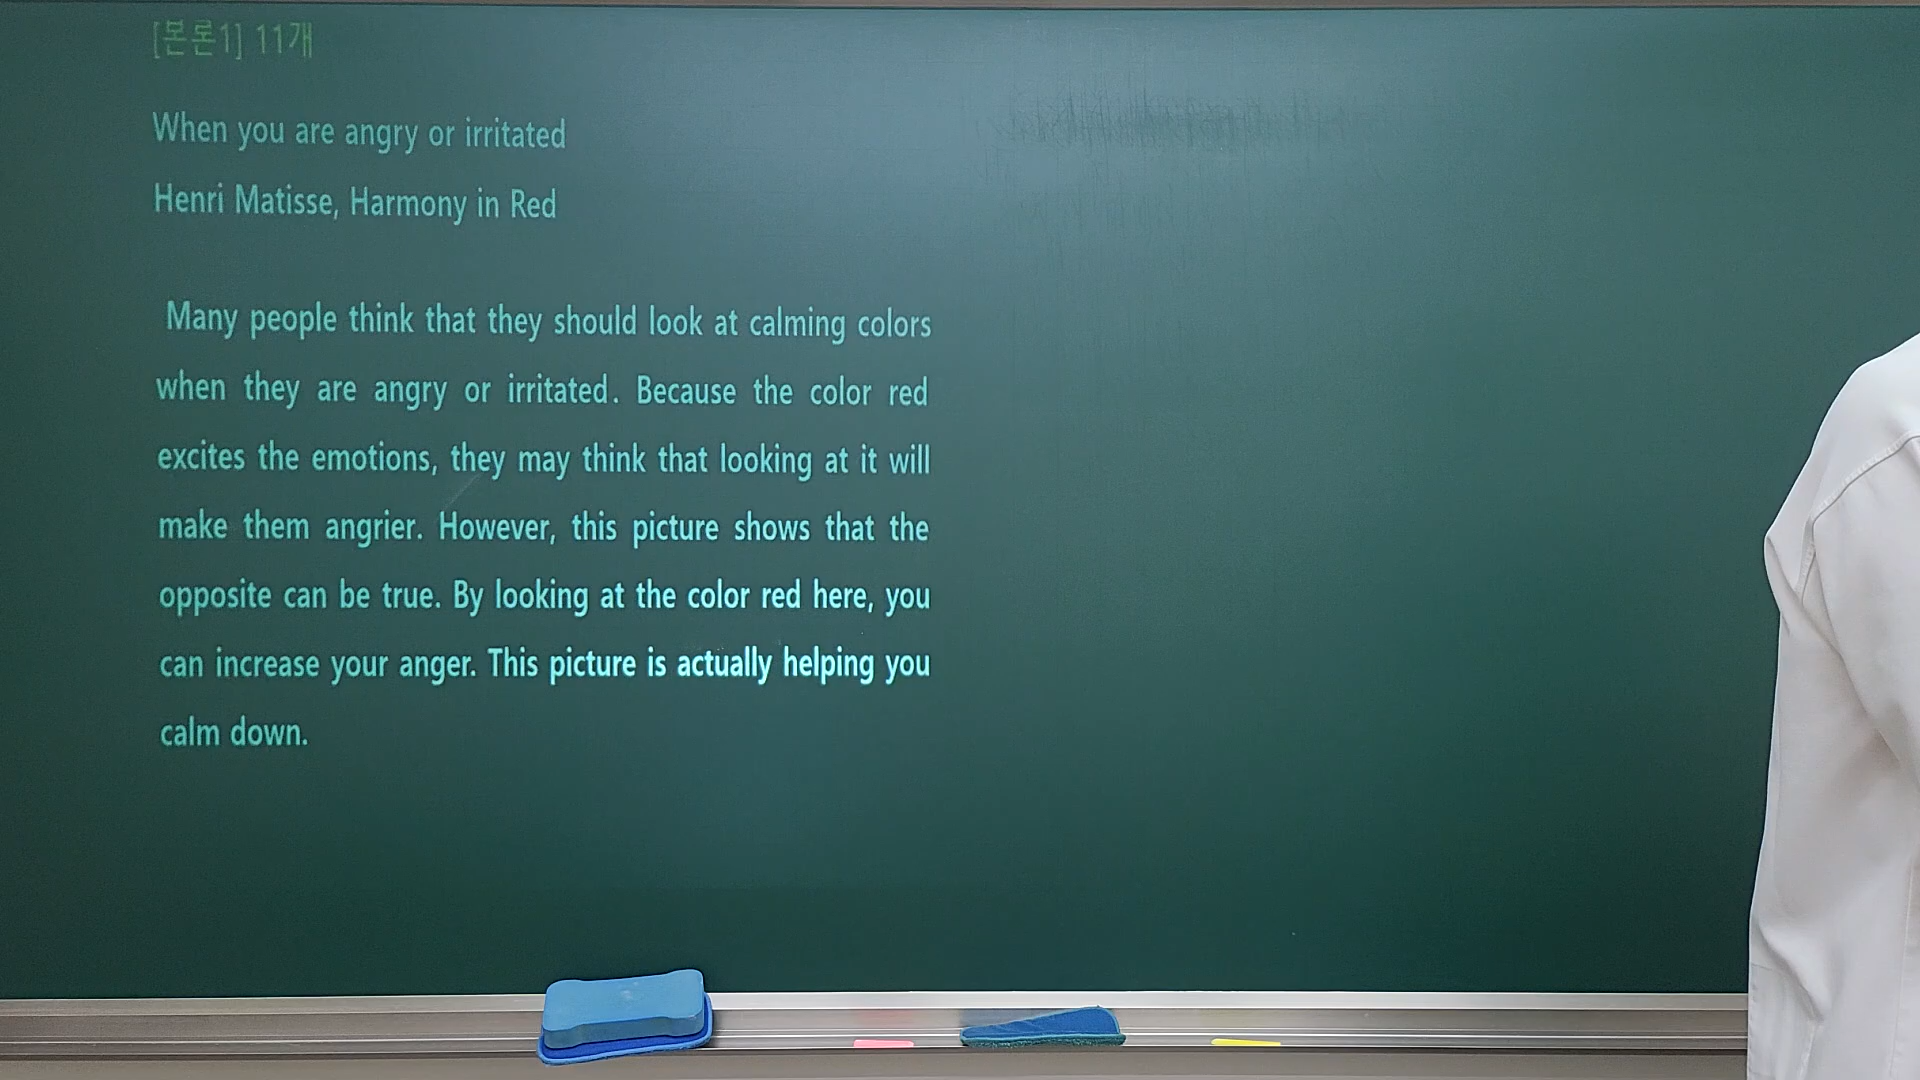 [본론1] 11개
When you are angry or irritated
Henri Matisse, Harmony in Red
Many people think that they should look at calming colors
when they are angry or irritated. Because the color red
excites the emotions, they may think that looking at it will
make them angrier. However, this picture shows that the
opposite can be true. By looking at the color red here, you
can increase your anger. This picture is actually helping you
calm down.